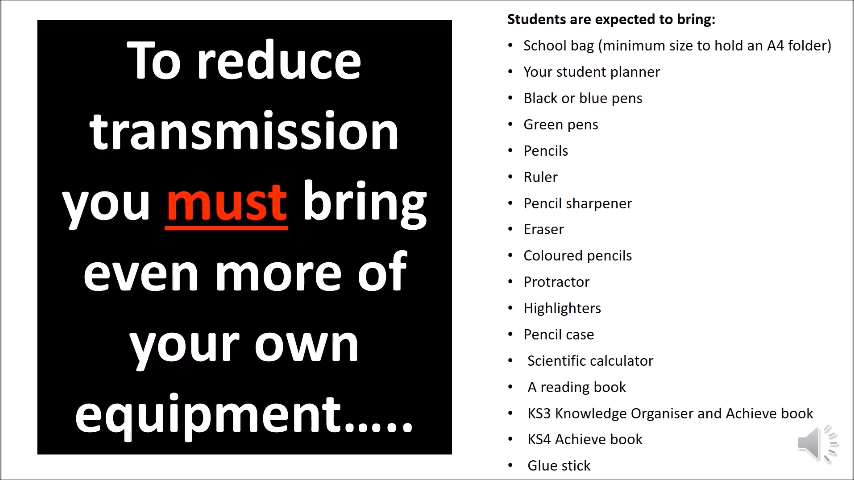 To reduce
transmission
you must bring
even more of
your own
equipment…..
Students are expected to bring:
• School bag (minimum size to hold an A4 folder)
• Your student planner
• Black or blue pens
• Green pens
• Pencils
• Ruler
• Pencil sharpener
• Eraser
• Coloured pencils
• Protractor
• Highlighters
• Pencil case
• Scientific calculator
• A reading book
• KS3 Knowledge Organiser and Achieve book
• KS4 Achieve book
• Glue stick